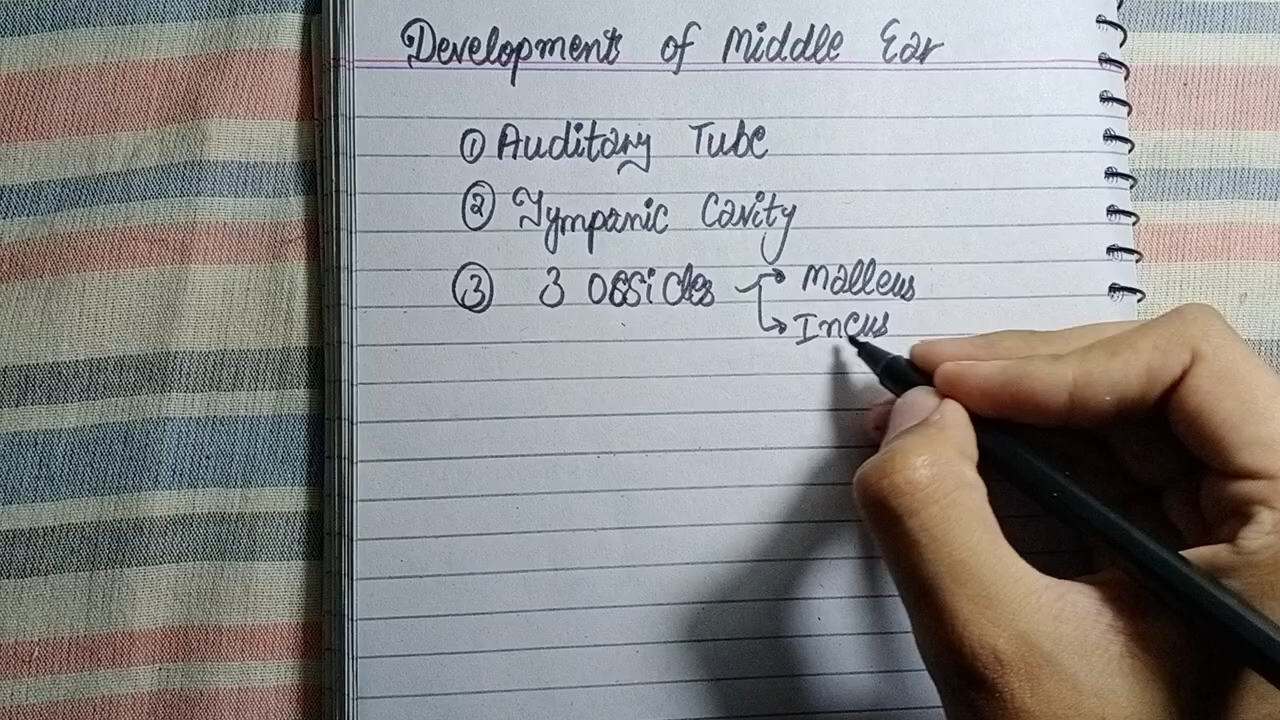 Development of Middle Ear
① Auditory Tube
② Tympanic Cavity
③ 3 Ossicles → Malleus
→ Incus